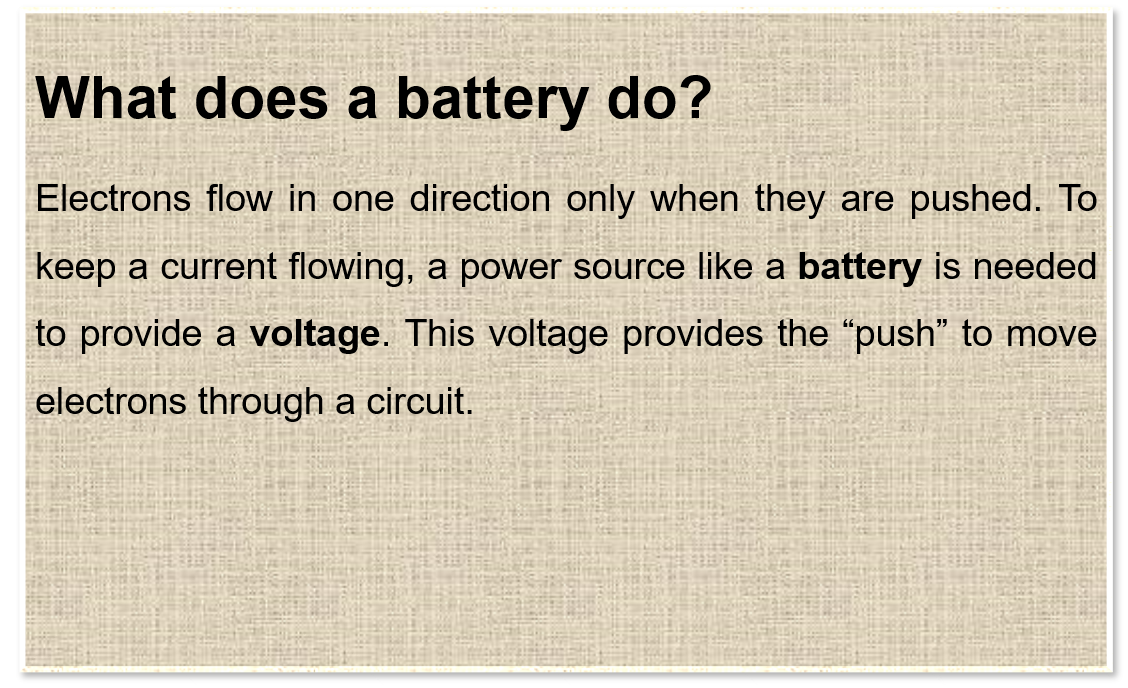 What does a battery do?
Electrons flow in one direction only when they are pushed. To
keep a current flowing, a power source like a battery is needed
to provide a voltage. This voltage provides the “push” to move
electrons through a circuit.